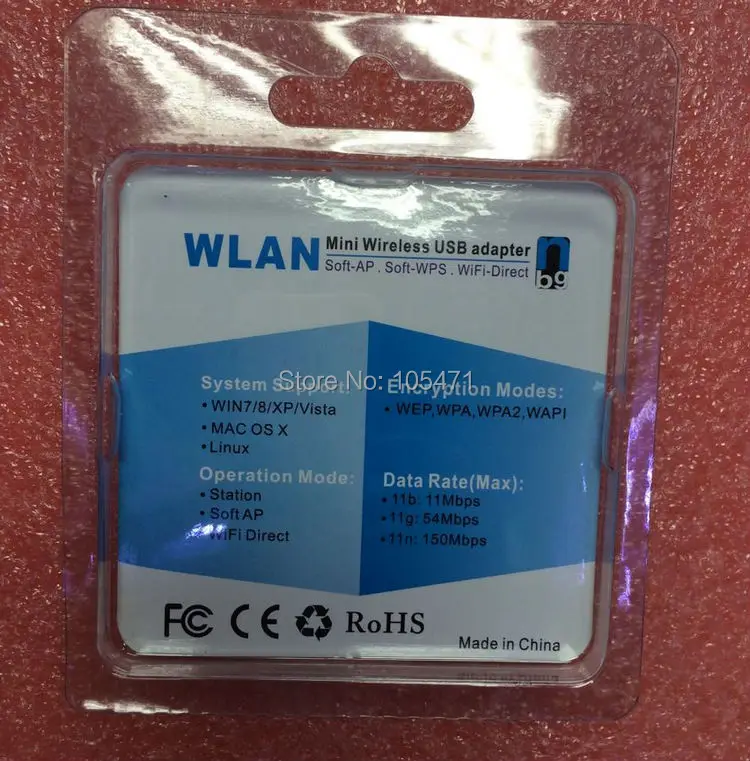 WLAN Mini Wireless USB adapter
Soft-AP . Soft-WPS . WiFi-Direct
n
b9
System Support:
• WIN7/8/XP/Vista
• MAC OS X
• Linux
Store No: 105471
Encryption Modes:
• WEP,WPA,WPA2,WAPI
Operation Mode:
• Station
• Soft AP
• WiFi Direct
Data Rate(Max):
• 11b: 11Mbps
• 11g: 54Mbps
• 11n: 150Mbps
FC CE RoHS
Made in China